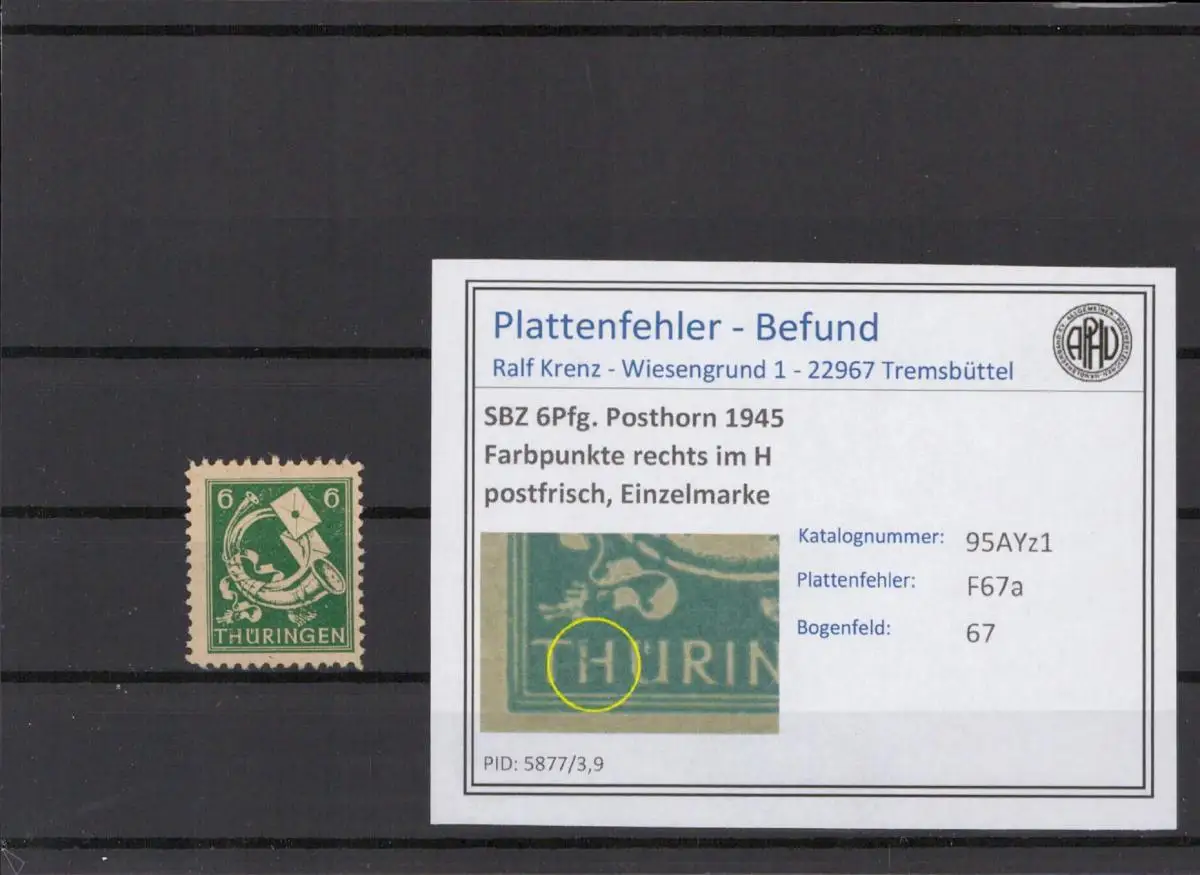 6 6
THÜRINGEN
Plattenfehler - Befund
Ralf Krenz - Wiesengrund 1 - 22967 Tremsbüttel
APHV
SBZ 6Pfg. Posthorn 1945
Farbpunkte rechts im H
postfrisch, Einzelmarke
Katalognummer: 95AYz1
Plattenfehler: F67a
Bogenfeld: 67
THÜRIN
PID: 5877/3,9